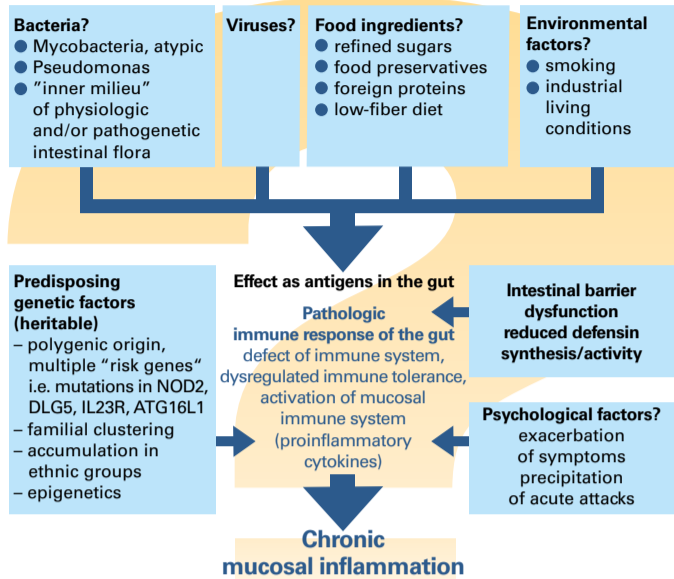 Bacteria?
● Mycobacteria, atypic
● Pseudomonas
● ”inner milieu”
of physiologic
and/or pathogenetic
intestinal flora
Viruses?
Food ingredients?
● refined sugars
● food preservatives
● foreign proteins
● low-fiber diet
Environmental
factors?
● smoking
● industrial
living
conditions
Effect as antigens in the gut
Predisposing
genetic factors
(heritable)
– polygenic origin,
multiple “risk genes“
i.e. mutations in NOD2,
DLG5, IL23R, ATG16L1
– familial clustering
– accumulation in
ethnic groups
– epigenetics
Pathologic
immune response of the gut
defect of immune system,
dysregulated immune tolerance,
activation of mucosal
immune system
(proinflammatory
cytokines)
Intestinal barrier
dysfunction
reduced defensin
synthesis/activity
Psychological factors?
exacerbation
of symptoms
precipitation
of acute attacks
Chronic
mucosal inflammation